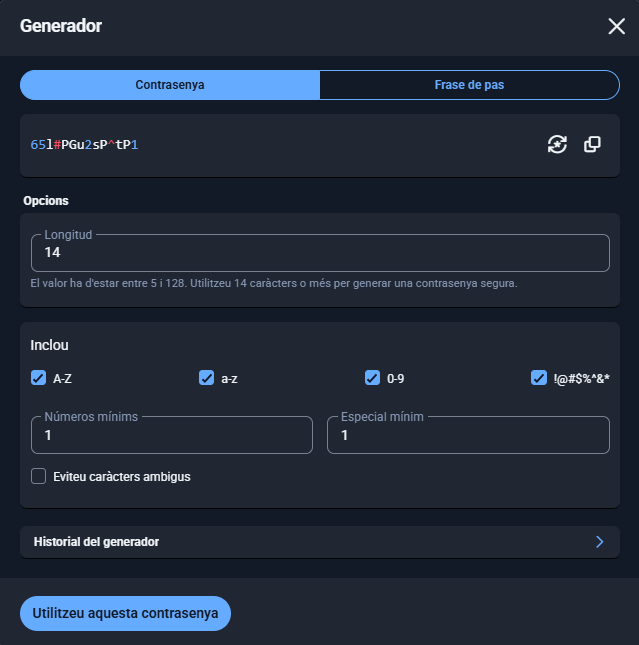 Generador
Contrasenya
Frase de pas
65l#PGu2sP^tP1
Opcions
Longitud
14
El valor ha d'estar entre 5 i 128. Utilitzeu 14 caràcters o més per generar una contrasenya segura.
Inclou
A-Z
a-z
0-9
!@#$%^&*
Números mínims
1
Especial mínim
1
Eviteu caràcters ambigus
Historial del generador
Utilitzeu aquesta contrasenya